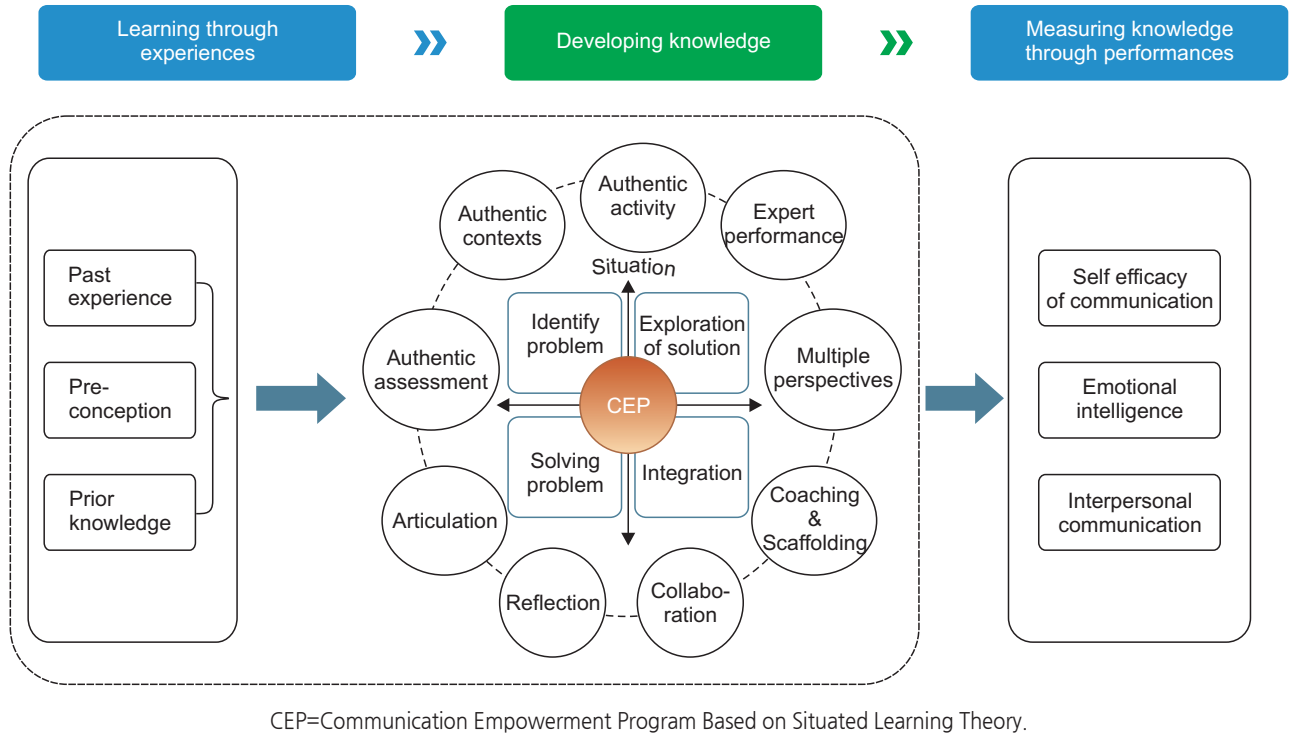 Learning through
experiences
Developing knowledge
Measuring knowledge
through performances
Past
experience
Pre-
conception
Prior
knowledge
Authentic
activity
Authentic
contexts
Expert
performance
Situation
Identify
problem
Exploration
of solution
Authentic
assessment
Multiple
perspectives
CEP
Solving
problem
Integration
Articulation
Coaching
&
Scaffolding
Reflection
Collabo-
ration
Self efficacy
of communication
Emotional
intelligence
Interpersonal
communication
CEP=Communication Empowerment Program Based on Situated Learning Theory.